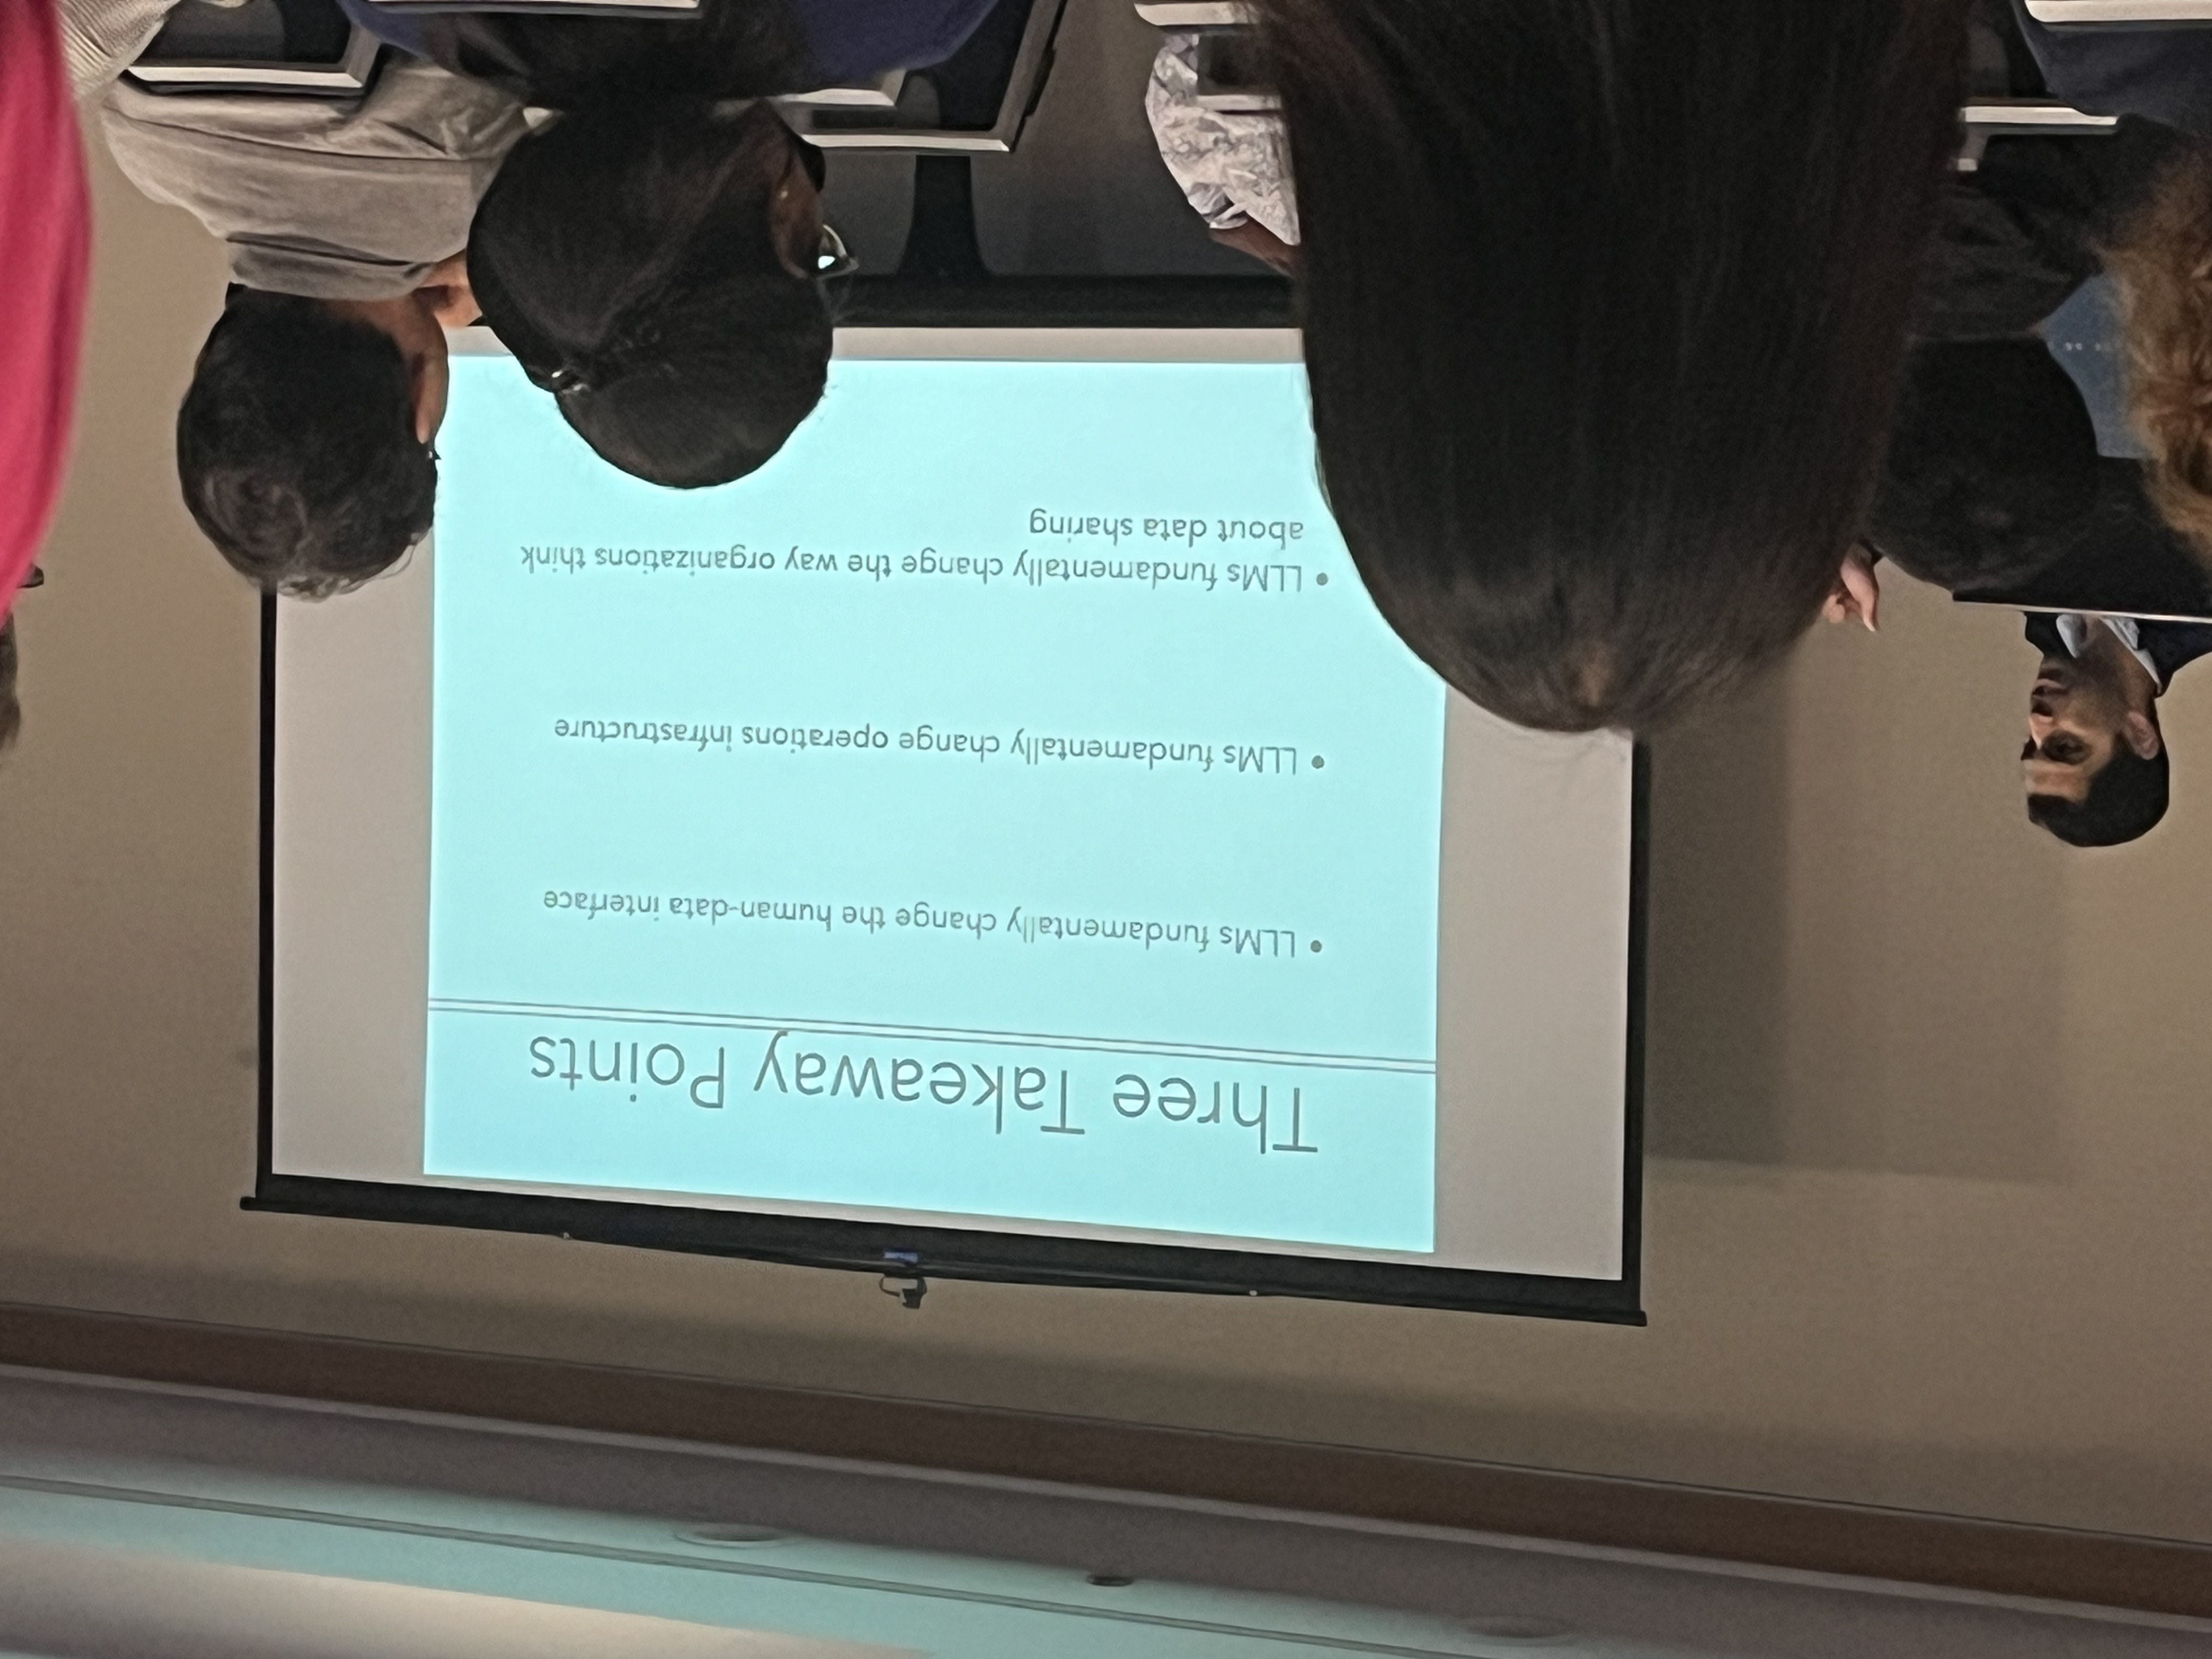 Three Takeaway Points
• LLMs fundamentally change the human-data interface
• LLMs fundamentally change operations infrastructure
• LLMs fundamentally change the way organizations think
about data sharing